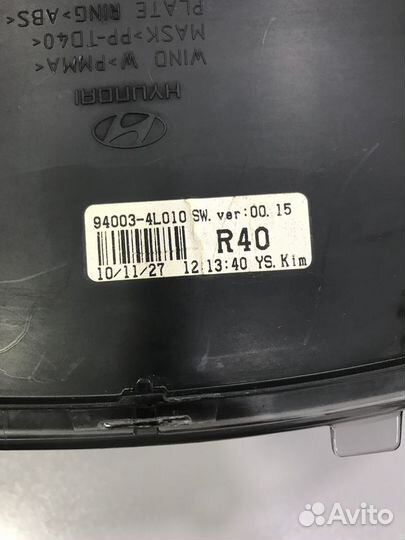 PLATE RING>ABS<
MASK>PP-TD40<
WIND W>PMMA<
HYUNDAI
94003-4L010 SW. ver:00. 15
R40
10/11/27 12:13:40 YS. Kim
Avito